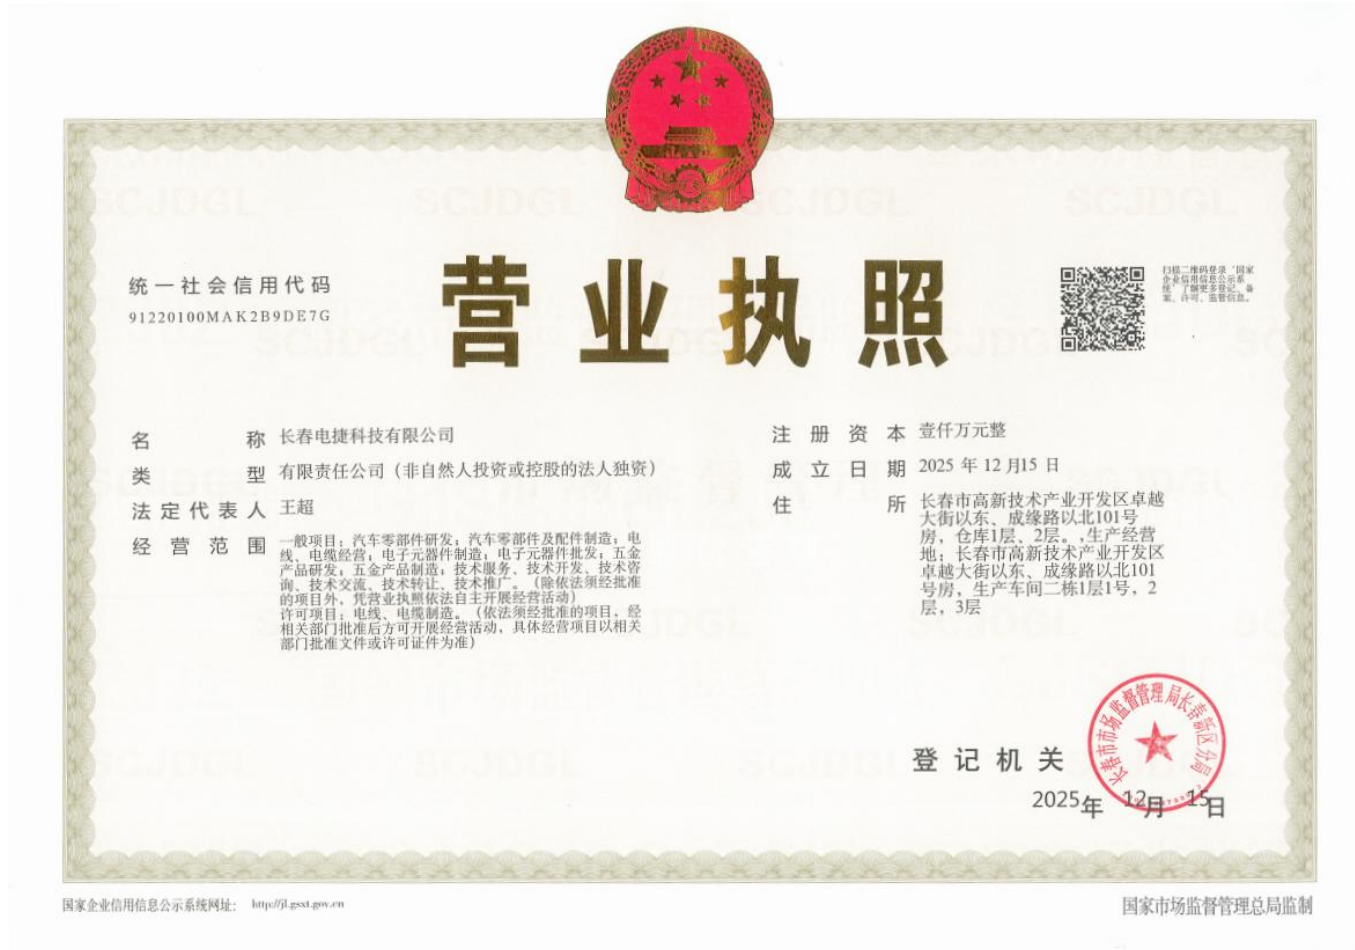 统一社会信用代码
91220100MAK2B9DE7G
营业执照
扫描二维码登录‘国家
企业信用信息公示系
统’了解更多登记、备
案、许可、监管信息。
名称 长春电捷科技有限公司
类型 有限责任公司（非自然人投资或控股的法人独资）
法定代表人 王超
经营范围 一般项目：汽车零部件研发；汽车零部件及配件制造；电
线、电缆经营；电子元器件制造；电子元器件批发；五金
产品研发；五金产品制造；技术服务、技术开发、技术咨
询、技术交流、技术转让、技术推广。（除依法须经批准
的项目外，凭营业执照依法自主开展经营活动）
许可项目：电线、电缆制造。（依法须经批准的项目，经
相关部门批准后方可开展经营活动，具体经营项目以相关
部门批准文件或许可证件为准）
注册资本 壹仟万元整
成立日期 2025 年 12 月15 日
住所 长春市高新技术产业开发区卓越
大街以东、成缘路以北101号
房，仓库1层、2层。,生产经营
地：长春市高新技术产业开发区
卓越大街以东、成缘路以北101
号房，生产车间二栋1层1号，2
层，3层
登记机关
长春市市场监督管理局长春新区分局
2025年 12月 15日
国家企业信用信息公示系统网址： http://jl.gsxt.gov.cn
国家市场监督管理总局监制